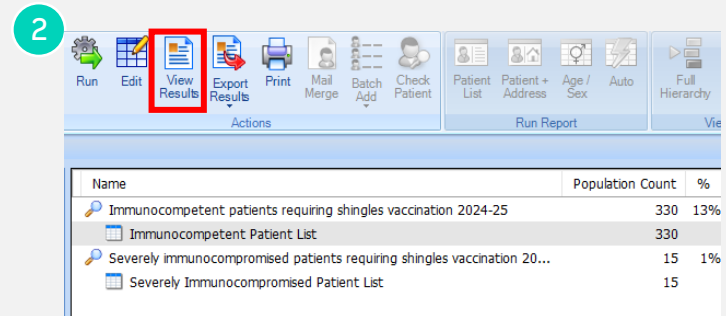 2
Run Edit View Results Export Results Print Mail Merge Batch Add Check Patient Patient List Patient + Address Age / Sex Auto Full Hierarchy
Actions Run Report Vie
Name Population Count %
Immunocompetent patients requiring shingles vaccination 2024-25 330 13%
Immunocompetent Patient List 330
Severely immunocompromised patients requiring shingles vaccination 20... 15 1%
Severely Immunocompromised Patient List 15